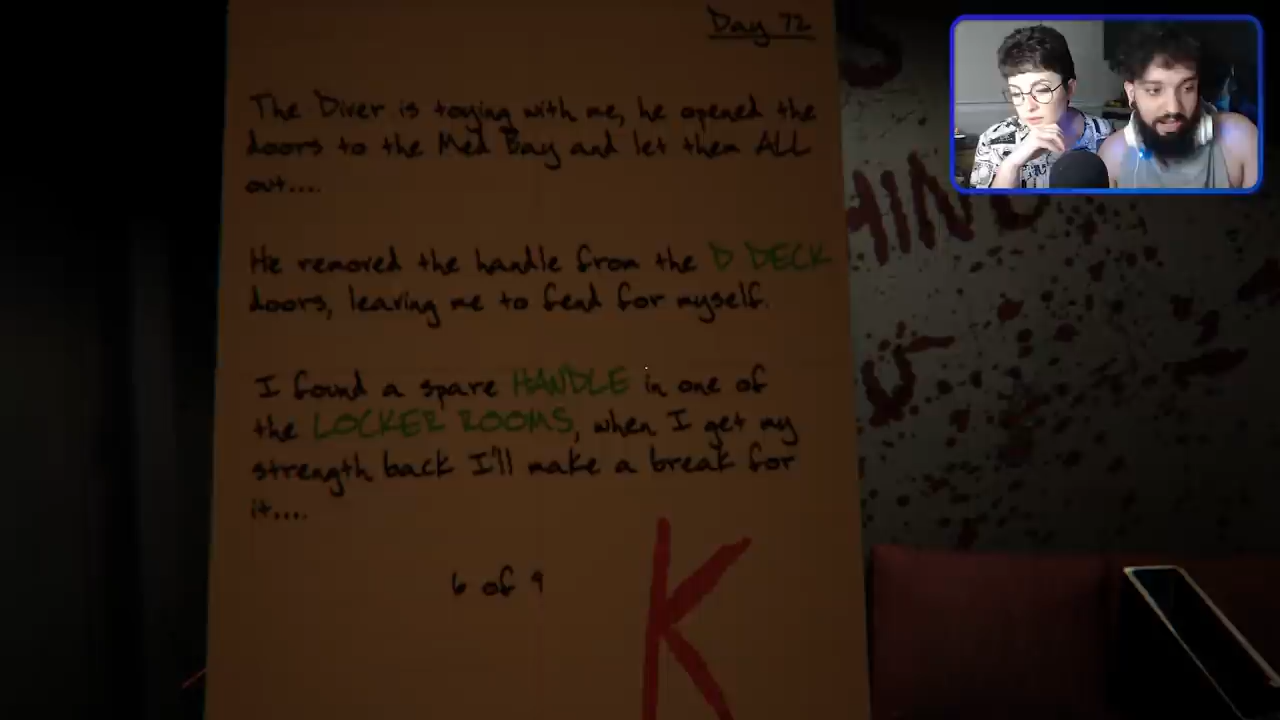 Day 72
The Diver is toying with me, he opened the
doors to the Med Bay and let them ALL
out....
He removed the handle from the D DECK
doors, leaving me to fend for myself.
I found a spare HANDLE in one of
the LOCKER ROOMS, when I get my
strength back I'll make a break for
it....
6 of 9
K